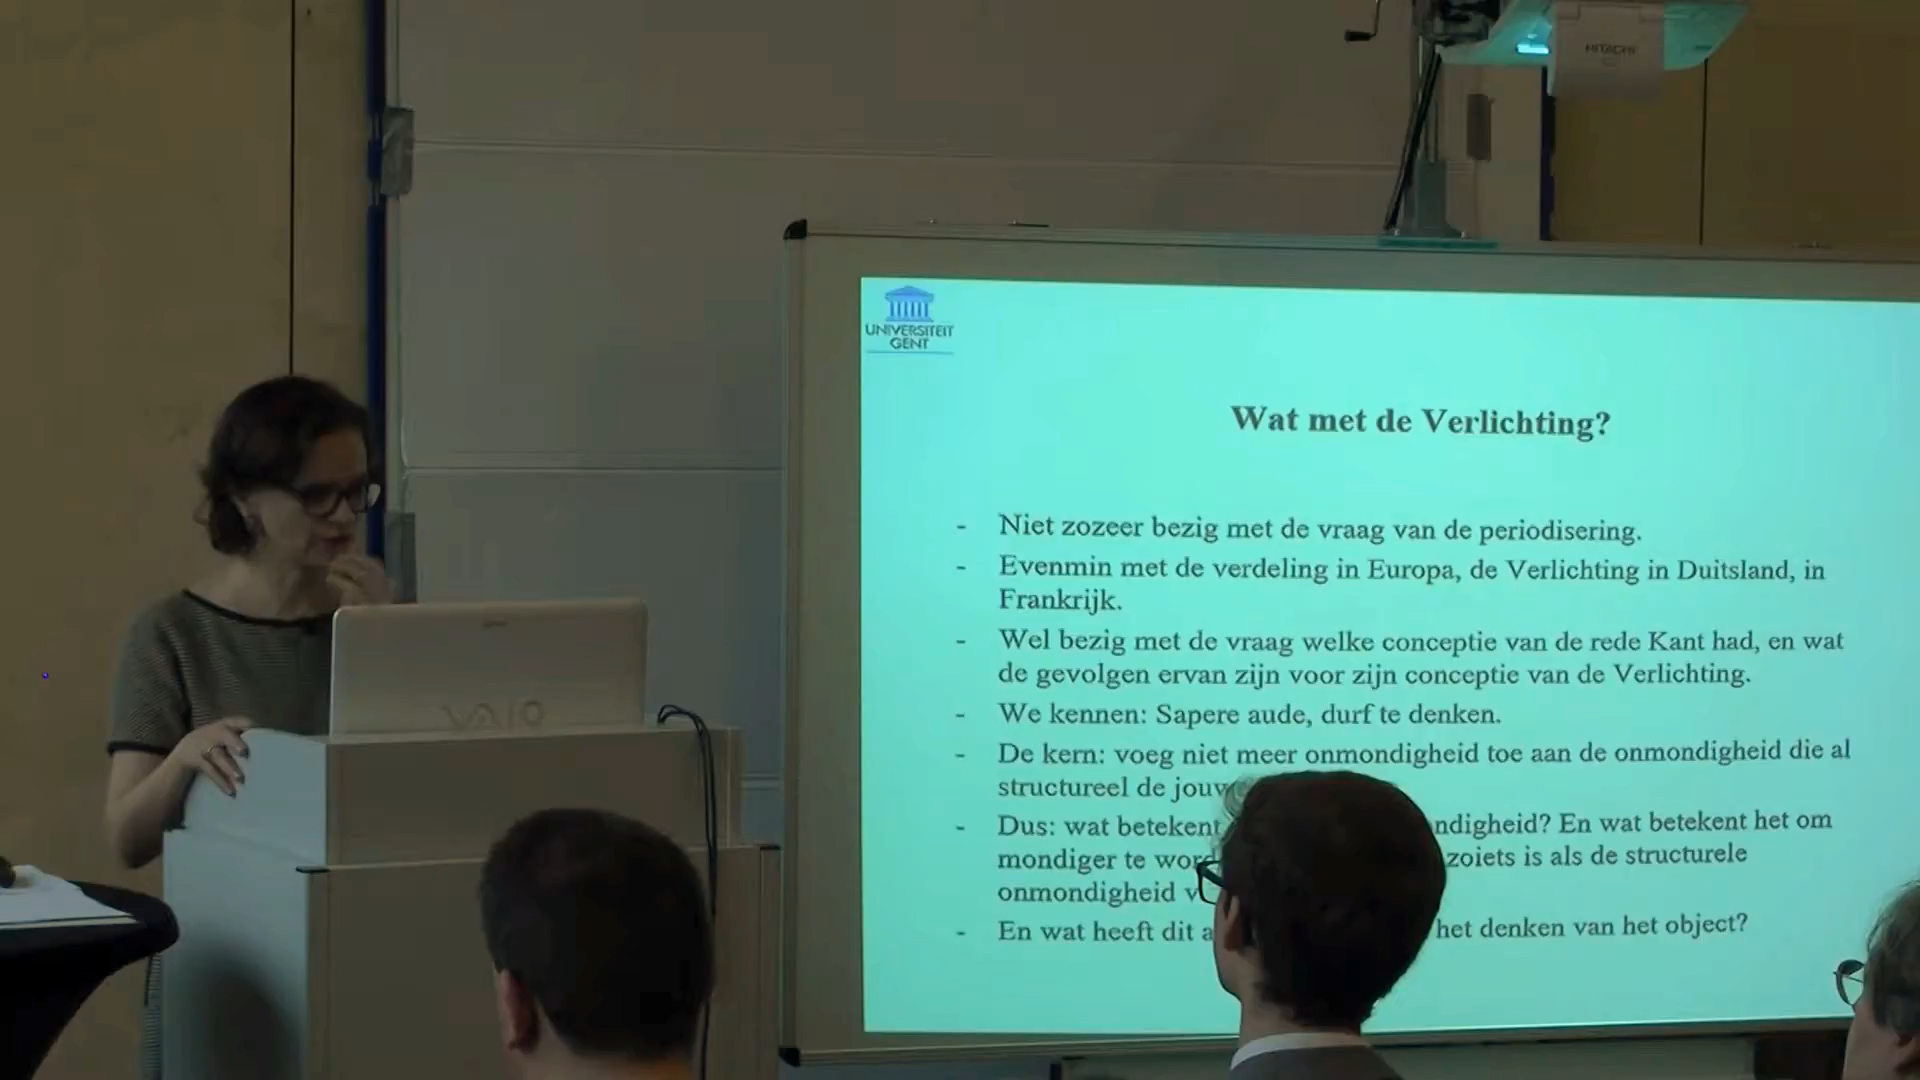 HITACHI
UNIVERSITEIT
GENT
Wat met de Verlichting?
- Niet zozeer bezig met de vraag van de periodisering.
- Evenmin met de verdeling in Europa, de Verlichting in Duitsland, in
Frankrijk.
- Wel bezig met de vraag welke conceptie van de rede Kant had, en wat
de gevolgen ervan zijn voor zijn conceptie van de Verlichting.
- We kennen: Sapere aude, durf te denken.
- De kern: voeg niet meer onmondigheid toe aan de onmondigheid die al
structureel de
- Dus: wat betekent En wat betekent het om
mondiger te zoiets is als de structurele
onmondigheid
- En wat heeft dit het denken van het object?
VAIO